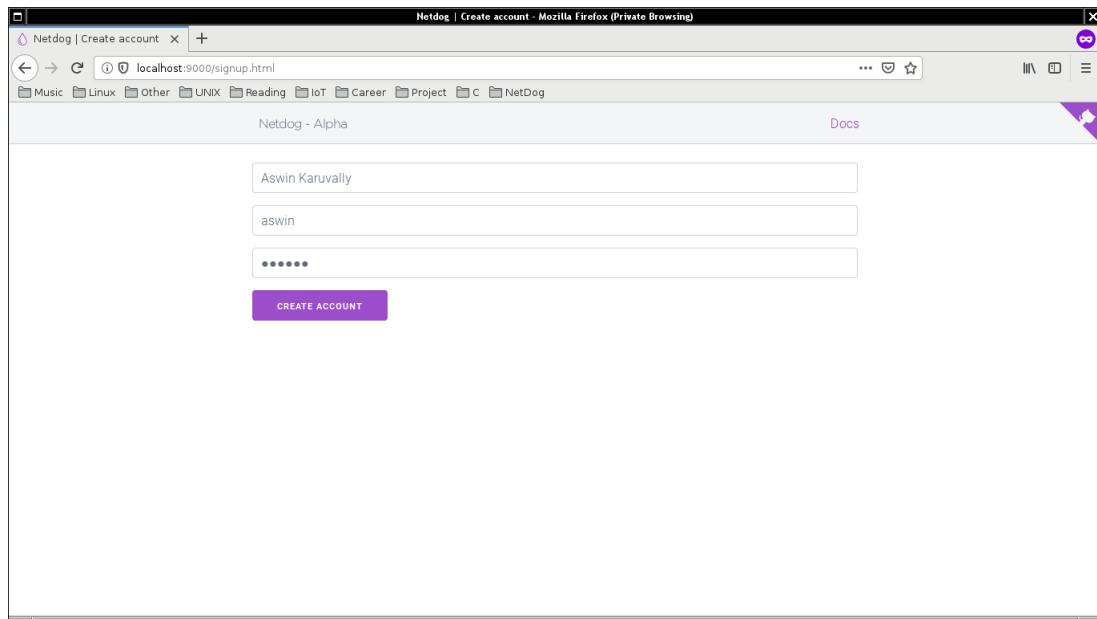 Netdog | Create account - Mozilla Firefox (Private Browsing)
Netdog | Create account
localhost:9000/signup.html
Music Linux Other UNIX Reading IoT Career Project C NetDog
Netdog - Alpha Docs
Aswin Karuvally
aswin
••••••
CREATE ACCOUNT